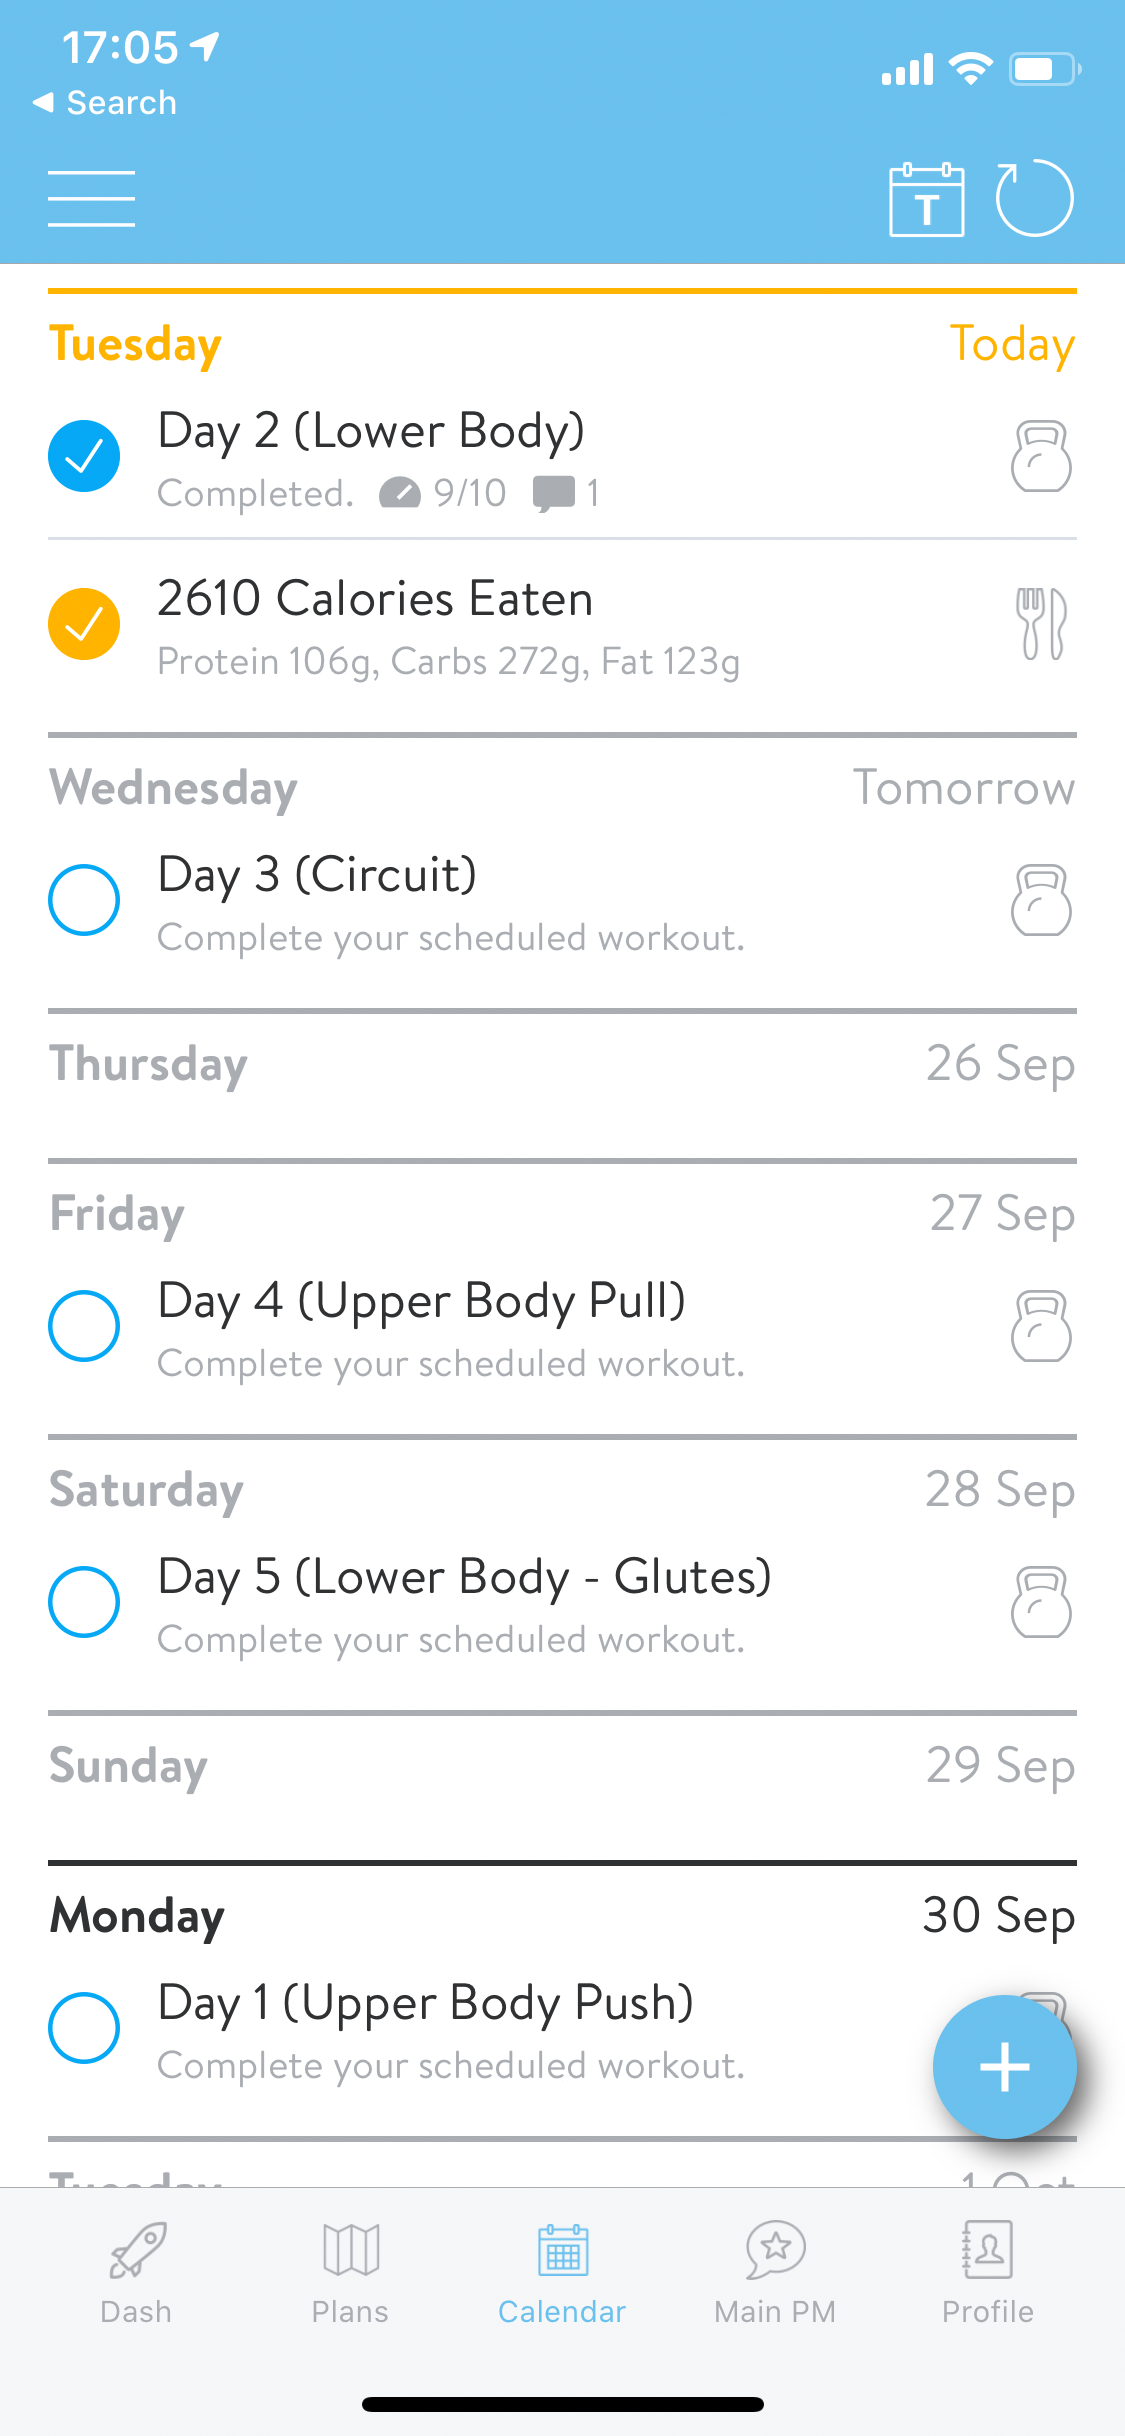 17:05
Search
T
Tuesday Today
Day 2 (Lower Body)
Completed. 9/10 1
2610 Calories Eaten
Protein 106g, Carbs 272g, Fat 123g
Wednesday Tomorrow
Day 3 (Circuit)
Complete your scheduled workout.
Thursday 26 Sep
Friday 27 Sep
Day 4 (Upper Body Pull)
Complete your scheduled workout.
Saturday 28 Sep
Day 5 (Lower Body - Glutes)
Complete your scheduled workout.
Sunday 29 Sep
Monday 30 Sep
Day 1 (Upper Body Push)
Complete your scheduled workout.
Tuesday 1 Oct
Dash Plans Calendar Main PM Profile